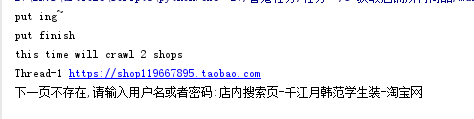 put ing~
put finish
this time will crawl 2 shops
Thread-1 https://shop119667895.taobao.com
下一页不存在,请输入用户名或者密码:店内搜索页-千江月韩范学生装-淘宝网